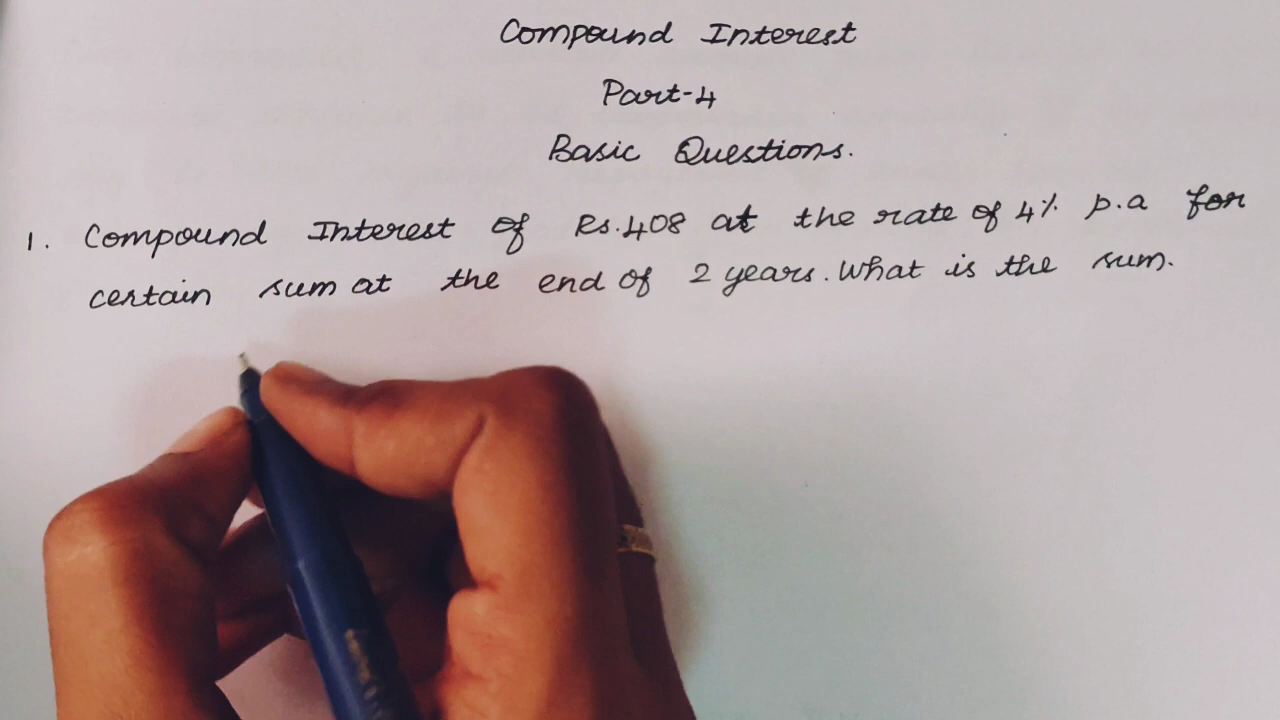 Compound Interest
Part-4
Basic Questions.
1. Compound Interest of Rs.408 at the rate of 4% p.a for
certain sum at the end of 2 years. What is the sum.